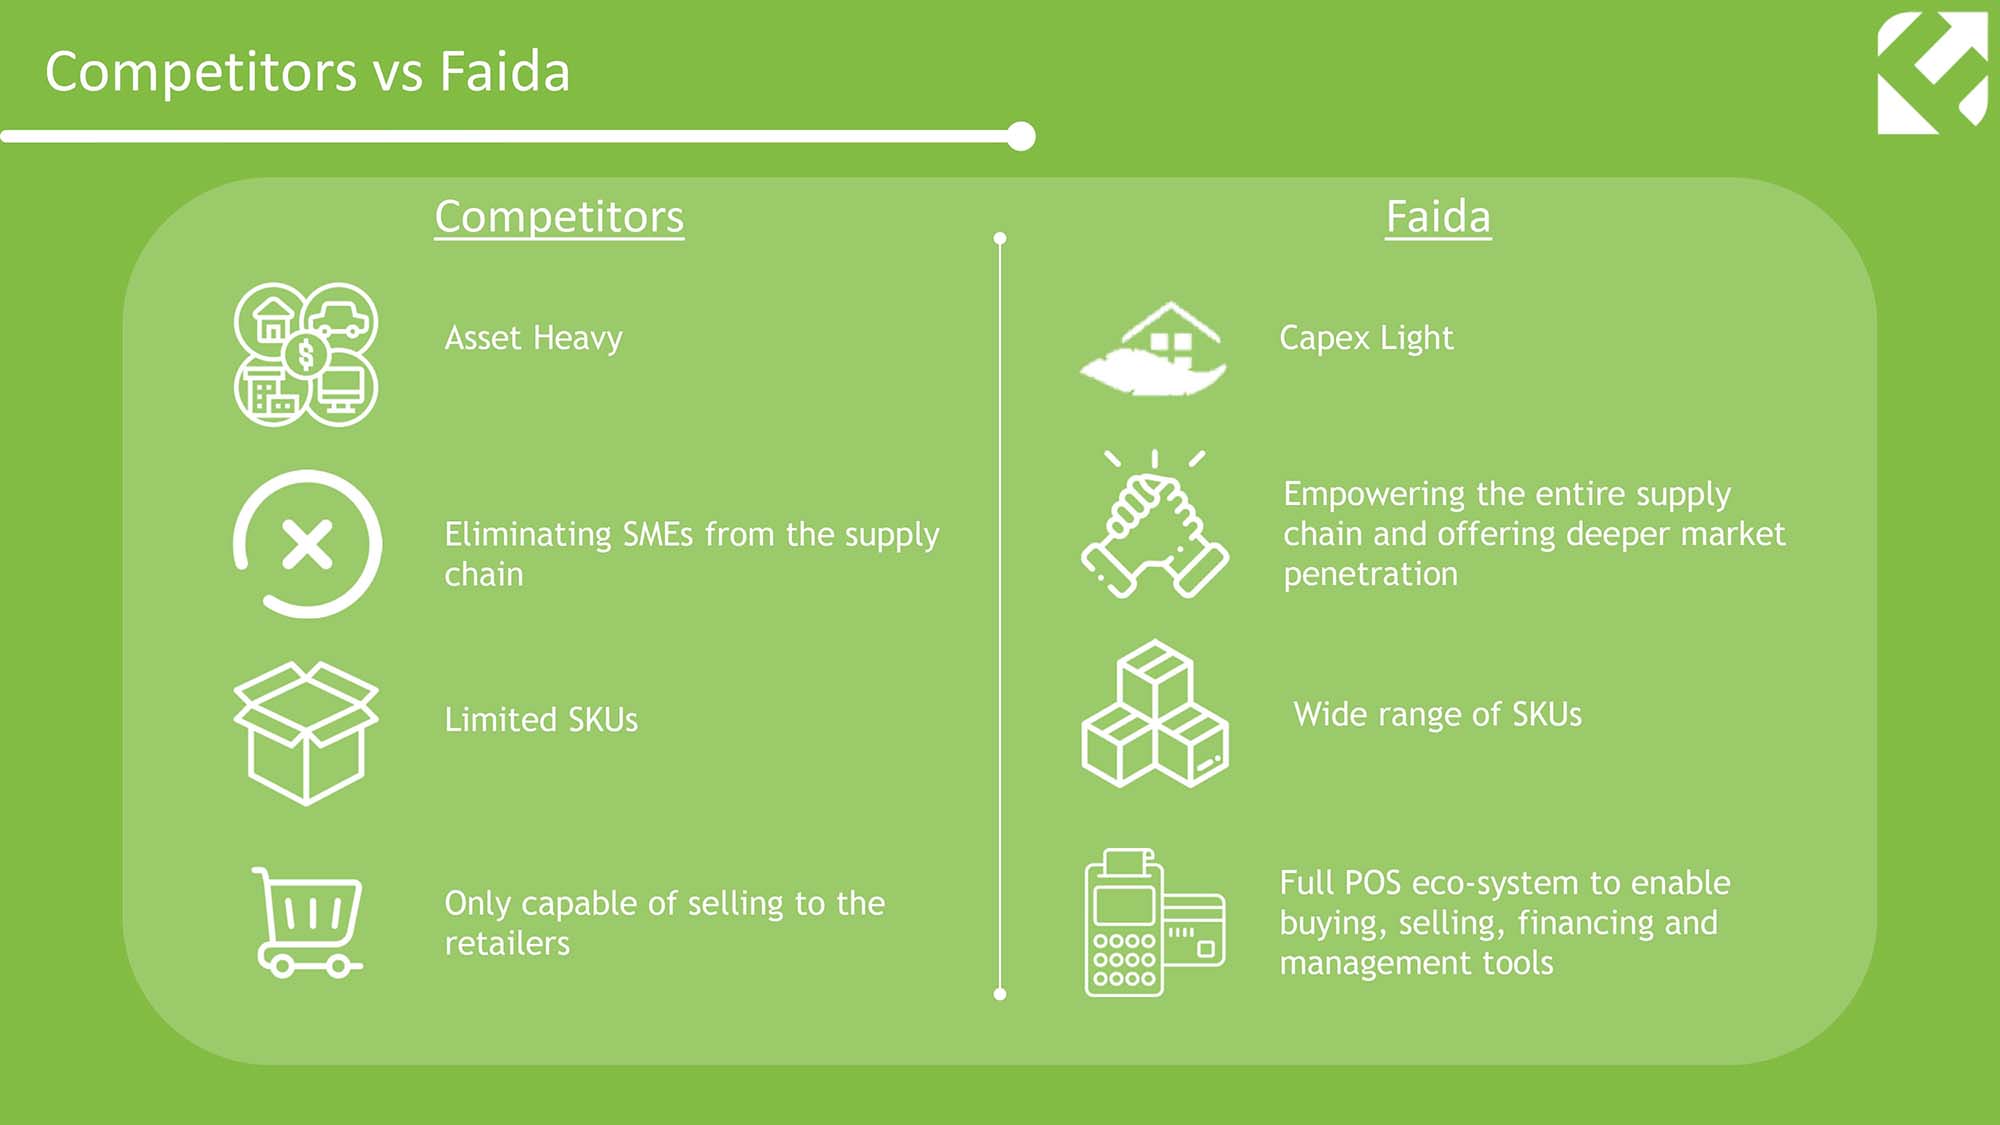 Competitors vs Faida
Competitors
Asset Heavy
Eliminating SMEs from the supply
chain
Limited SKUs
Only capable of selling to the
retailers
Faida
Capex Light
Empowering the entire supply
chain and offering deeper market
penetration
Wide range of SKUs
Full POS eco-system to enable
buying, selling, financing and
management tools